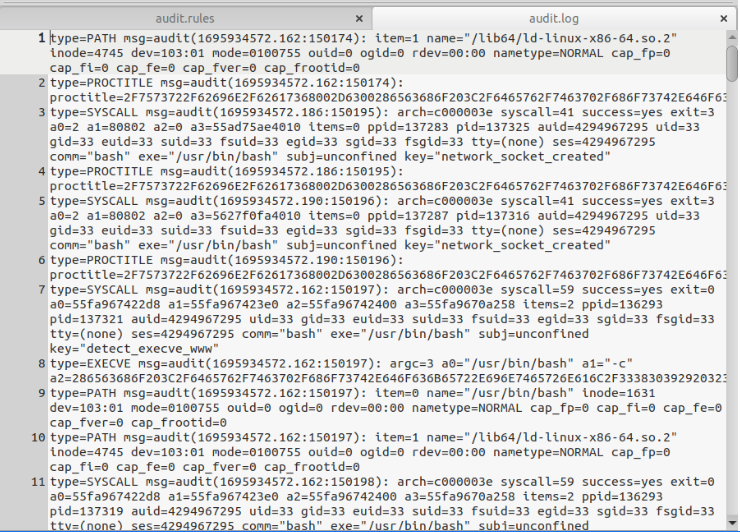 audit.rules × audit.log ×
1 type=PATH msg=audit(1695934572.162:150174): item=1 name="/lib64/ld-linux-x86-64.so.2"
inode=4745 dev=103:01 mode=0100755 ouid=0 ogid=0 rdev=00:00 nametype=NORMAL cap_fp=0
cap_fi=0 cap_fe=0 cap_fver=0 cap_frootid=0
2 type=PROCTITLE msg=audit(1695934572.162:150174):
proctitle=2F7573722F62696E2F62617368002D6300286563686F203C2F6465762F7463702F686F73742E646F63
3 type=SYSCALL msg=audit(1695934572.186:150195): arch=c000003e syscall=41 success=yes exit=3
a0=2 a1=80802 a2=0 a3=55ad75ae4010 items=0 ppid=137283 pid=137325 auid=4294967295 uid=33
gid=33 euid=33 suid=33 fsuid=33 egid=33 sgid=33 fsgid=33 tty=(none) ses=4294967295
comm="bash" exe="/usr/bin/bash" subj=unconfined key="network_socket_created"
4 type=PROCTITLE msg=audit(1695934572.186:150195):
proctitle=2F7573722F62696E2F62617368002D6300286563686F203C2F6465762F7463702F686F73742E646F63
5 type=SYSCALL msg=audit(1695934572.190:150196): arch=c000003e syscall=41 success=yes exit=3
a0=2 a1=80802 a2=0 a3=5627f0fa4010 items=0 ppid=137287 pid=137316 auid=4294967295 uid=33
gid=33 euid=33 suid=33 fsuid=33 egid=33 sgid=33 fsgid=33 tty=(none) ses=4294967295
comm="bash" exe="/usr/bin/bash" subj=unconfined key="network_socket_created"
6 type=PROCTITLE msg=audit(1695934572.190:150196):
proctitle=2F7573722F62696E2F62617368002D6300286563686F203C2F6465762F7463702F686F73742E646F63
7 type=SYSCALL msg=audit(1695934572.162:150197): arch=c000003e syscall=59 success=yes exit=0
a0=55fa967422d8 a1=55fa967423e0 a2=55fa96742400 a3=55fa9670a258 items=2 ppid=136293
pid=137321 auid=4294967295 uid=33 gid=33 euid=33 suid=33 fsuid=33 egid=33 sgid=33 fsgid=33
tty=(none) ses=4294967295 comm="bash" exe="/usr/bin/bash" subj=unconfined
key="detect_execve_www"
8 type=EXECVE msg=audit(1695934572.162:150197): argc=3 a0="/usr/bin/bash" a1="-c"
a2=286563686F203C2F6465762F7463702F686F73742E646F636B65722E696E7465726E616C2F333830392920323
9 type=PATH msg=audit(1695934572.162:150197): item=0 name="/usr/bin/bash" inode=1631
dev=103:01 mode=0100755 ouid=0 ogid=0 rdev=00:00 nametype=NORMAL cap_fp=0 cap_fi=0 cap_fe=0
cap_fver=0 cap_frootid=0
10 type=PATH msg=audit(1695934572.162:150197): item=1 name="/lib64/ld-linux-x86-64.so.2"
inode=4745 dev=103:01 mode=0100755 ouid=0 ogid=0 rdev=00:00 nametype=NORMAL cap_fp=0
cap_fi=0 cap_fe=0 cap_fver=0 cap_frootid=0
11 type=SYSCALL msg=audit(1695934572.162:150198): arch=c000003e syscall=59 success=yes exit=0
a0=55fa967422d8 a1=55fa967423e0 a2=55fa96742400 a3=55fa9670a258 items=2 ppid=136293
pid=137319 auid=4294967295 uid=33 gid=33 euid=33 suid=33 fsuid=33 egid=33 sgid=33 fsgid=33
tty=(none) ses=4294967295 comm="bash" exe="/usr/bin/bash" subj=unconfined